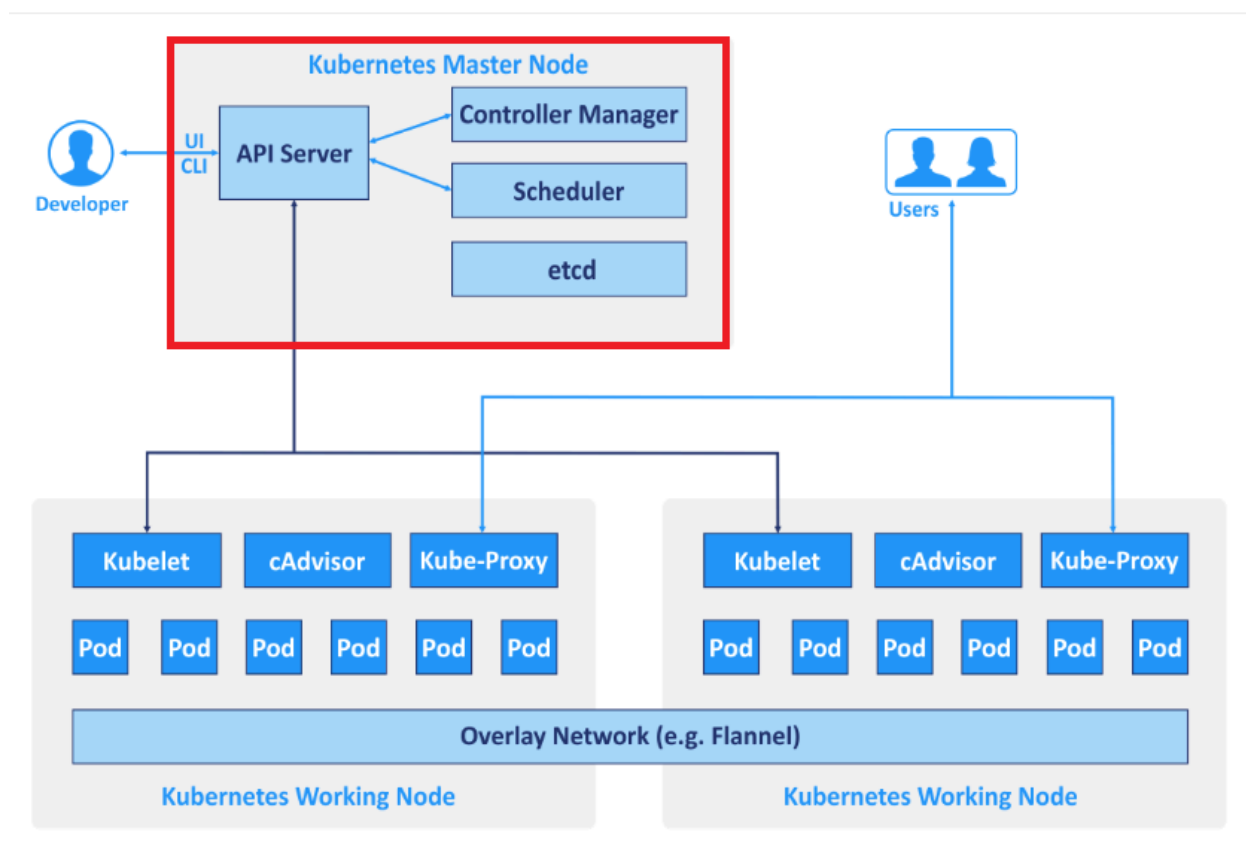 Kubernetes Master Node
Controller Manager
UI
API Server
CLI
Scheduler
Developer
Users
etcd
Kubelet
cAdvisor
Kube-Proxy
Kubelet
cAdvisor
Kube-Proxy
Pod
Pod
Pod
Pod
Pod
Pod
Pod
Pod
Pod
Pod
Pod
Pod
Overlay Network (e.g. Flannel)
Kubernetes Working Node
Kubernetes Working Node